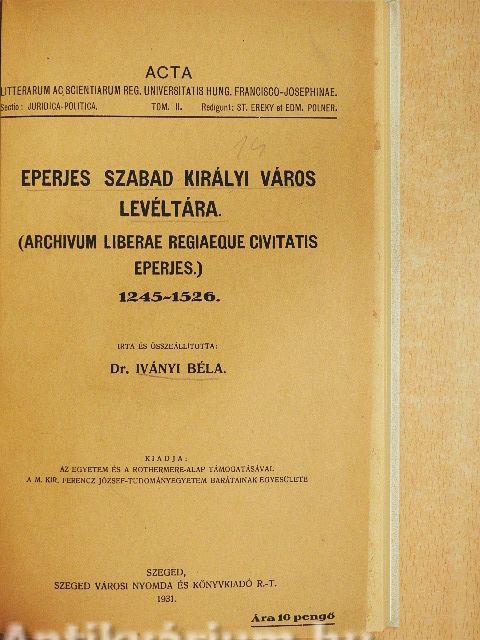 ACTA
LITTERARUM AC SCIENTIARUM REG. UNIVERSITATIS HUNG. FRANCISCO-JOSEPHINAE.
Sectio: JURIDICA-POLITICA. TOM. II. Redigunt: ST. EREKY et EDM. POLNER.
14
EPERJES SZABAD KIRÁLYI VÁROS
LEVÉLTÁRA.
(ARCHIVUM LIBERAE REGIAEQUE CIVITATIS
EPERJES.)
1245-1526.
IRTA ÉS ÖSSZEÁLLÍTOTTA:
Dr. IVÁNYI BÉLA.
KIADJA:
AZ EGYETEM ÉS A ROTHERMERE-ALAP TÁMOGATÁSÁVAL
A M. KIR. FERENCZ JÓZSEF-TUDOMÁNYEGYETEM BARÁTAINAK EGYESÜLETE
SZEGED,
SZEGED VÁROSI NYOMDA ÉS KÖNYVKIADÓ R.-T.
1931.
Ára 10 pengő